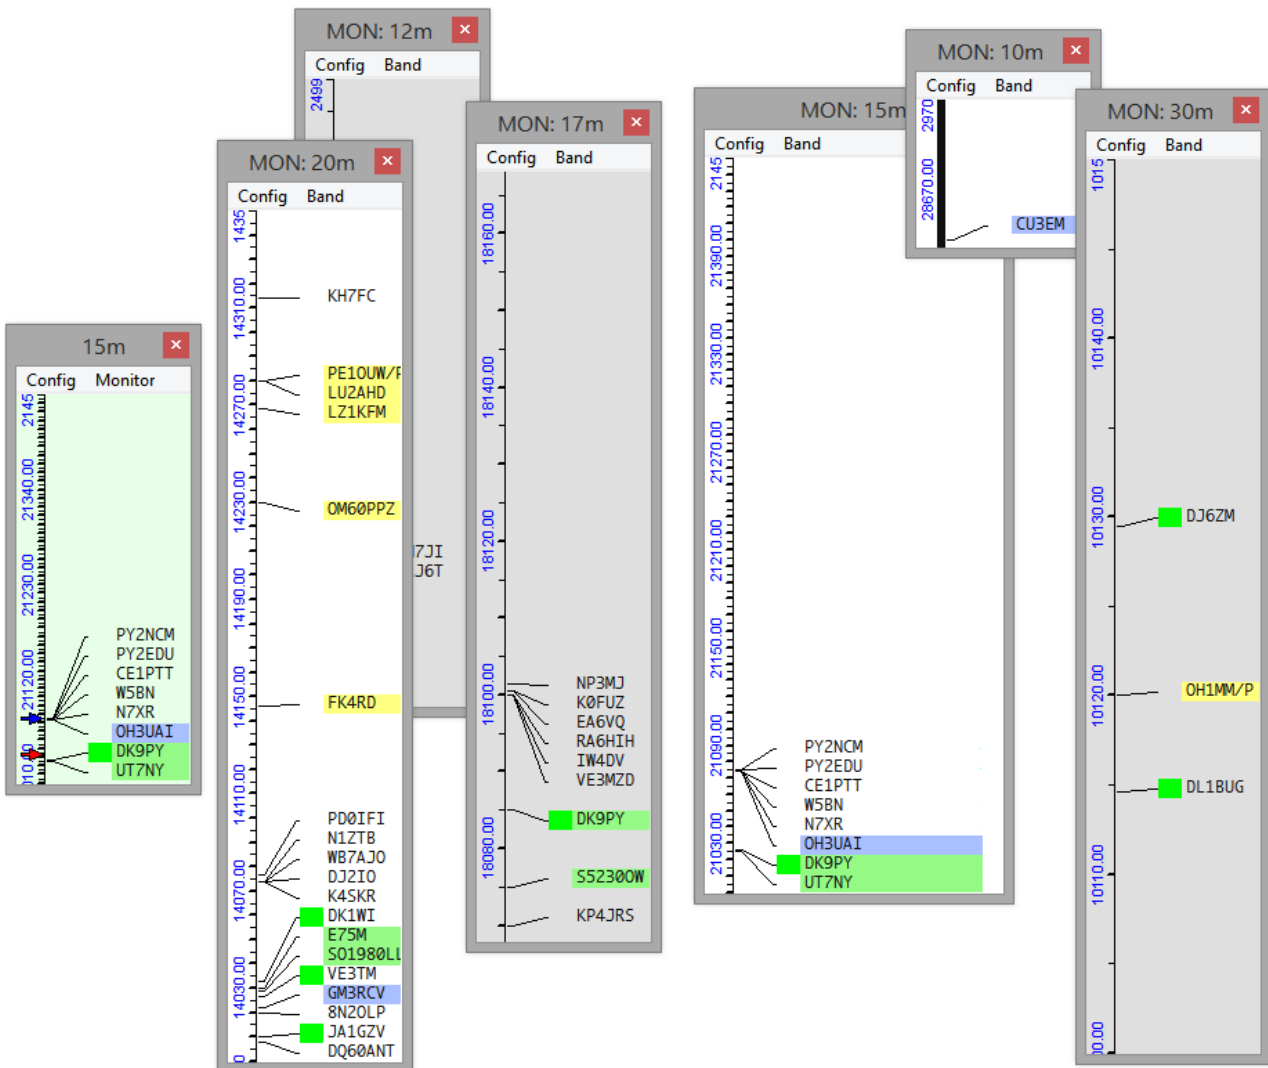 MON: 12m
Config Band
2499
MON: 10m
Config Band
2970
28670.00
CU3EM
MON: 17m
Config Band
18160.00
18140.00
18120.00
18100.00
18080.00
NP3MJ
K0FUZ
EA6VQ
RA6HIH
IW4DV
VE3MZD
DK9PY
S5230OW
KP4JRS
MON: 15m
Config Band
2145
21390.00
21330.00
21270.00
21210.00
21150.00
21090.00
21030.00
PY2NCM
PY2EDU
CE1PTT
W5BN
N7XR
OH3UAI
DK9PY
UT7NY
MON: 30m
Config Band
1015
10140.00
10130.00
10120.00
10110.00
DJ6ZM
OH1MM/P
DL1BUG
MON: 20m
Config Band
1435
14310.00
14270.00
14230.00
14190.00
14150.00
14110.00
14070.00
14030.00
KH7FC
PE1OUW/P
LU2AHD
LZ1KFM
OM60PPZ
FK4RD
PD0IFI
N1ZTB
WB7AJO
DJ2IO
K4SKR
DK1WI
E75M
SO1980LL
VE3TM
GM3RCV
8N2OLP
JA1GZV
DQ60ANT
15m
Config Monitor
2145
21340.00
21230.00
21120.00
PY2NCM
PY2EDU
CE1PTT
W5BN
N7XR
OH3UAI
DK9PY
UT7NY